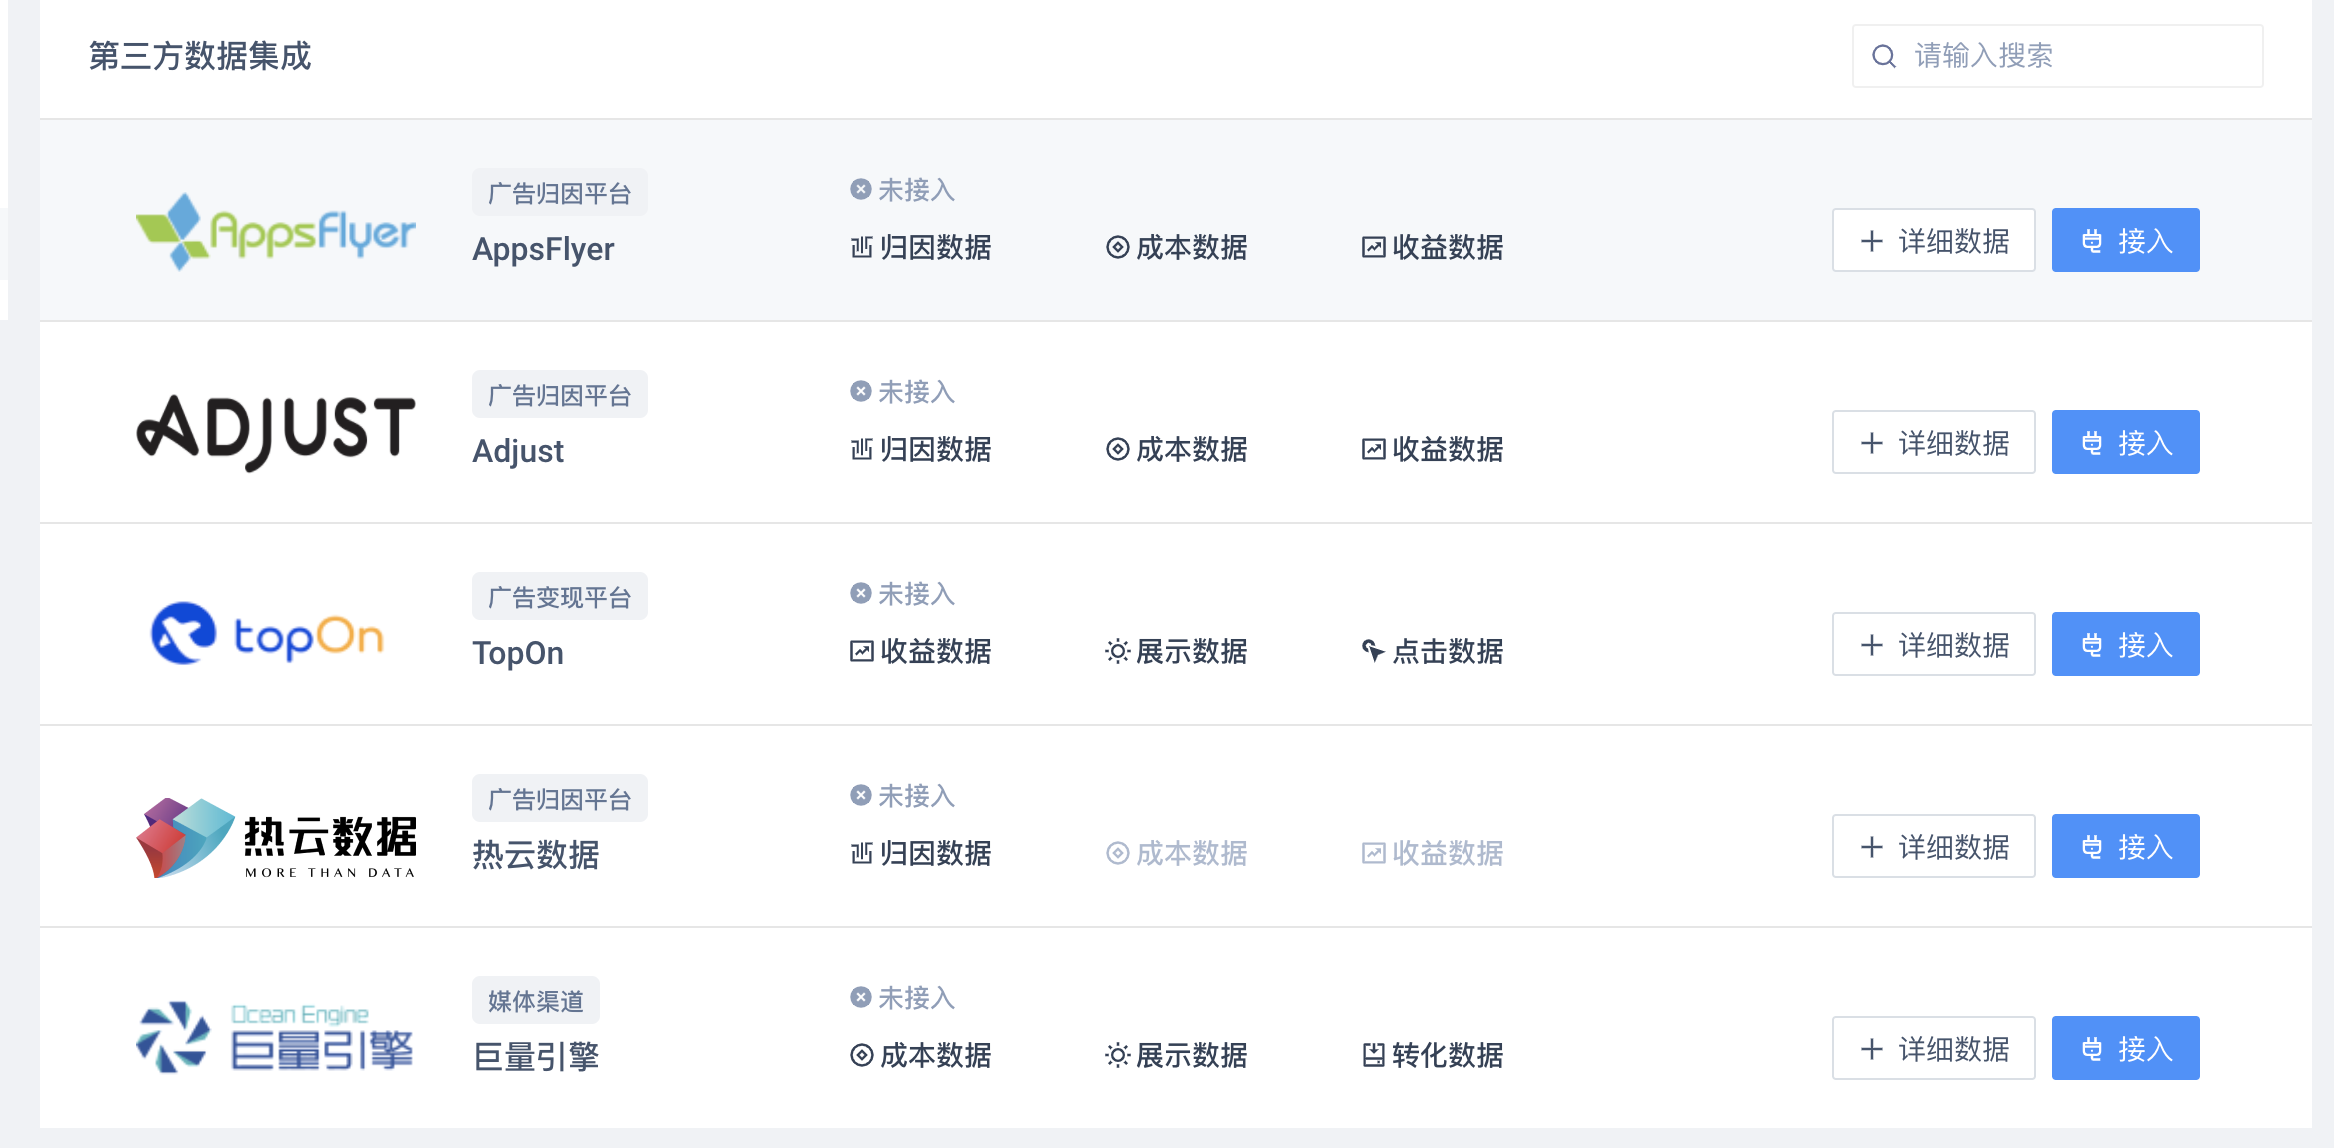 第三方数据集成
请输入搜索
AppsFlyer
广告归因平台
AppsFlyer
未接入
归因数据 成本数据 收益数据
详细数据 接入
ADJUST
广告归因平台
Adjust
未接入
归因数据 成本数据 收益数据
详细数据 接入
topOn
广告变现平台
TopOn
未接入
收益数据 展示数据 点击数据
详细数据 接入
热云数据
MORE THAN DATA
广告归因平台
热云数据
未接入
归因数据 成本数据 收益数据
详细数据 接入
Ocean Engine
巨量引擎
媒体渠道
巨量引擎
未接入
成本数据 展示数据 转化数据
详细数据 接入